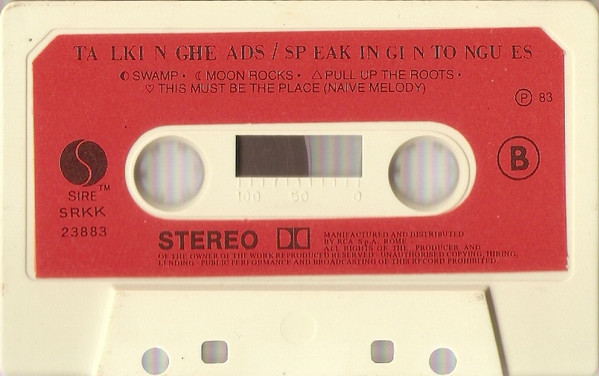 TA LKI N GHE ADS / SP EAK IN GI N TO NGU ES
SWAMP · MOON ROCKS · PULL UP THE ROOTS ·
THIS MUST BE THE PLACE (NAIVE MELODY)
Ⓟ 83
B
SIRE™
SRKK
23883
100 50 0
STEREO
MANUFACTURED AND DISTRIBUTED
BY RCA S.p.A. ROME
ALL RIGHTS OF THE PRODUCER AND
OF THE OWNER OF THE WORK REPRODUCED RESERVED · UNAUTHORISED COPYING, HIRING,
LENDING · PUBLIC PERFORMANCE AND BROADCASTING OF THIS RECORD PROHIBITED.